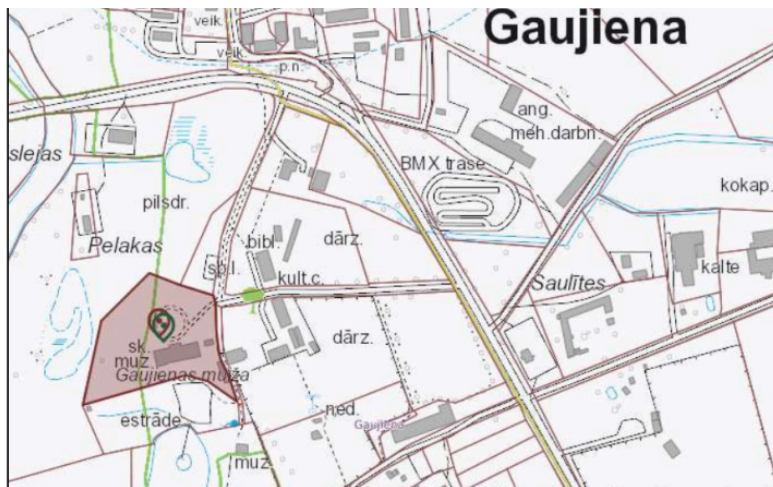 Gaujiena
veik.
veik.
p.n.
ang.
meh.darbn.
slejas
BMX trase
kokap.
pilsdr.
Pelakas
bibl.
dārz.
sp.l.
kult.c.
Saulītes
kalte
sk.
muz.
dārz.
Gaujienas muiža
estrāde
ned.
Gaujiena
muz.